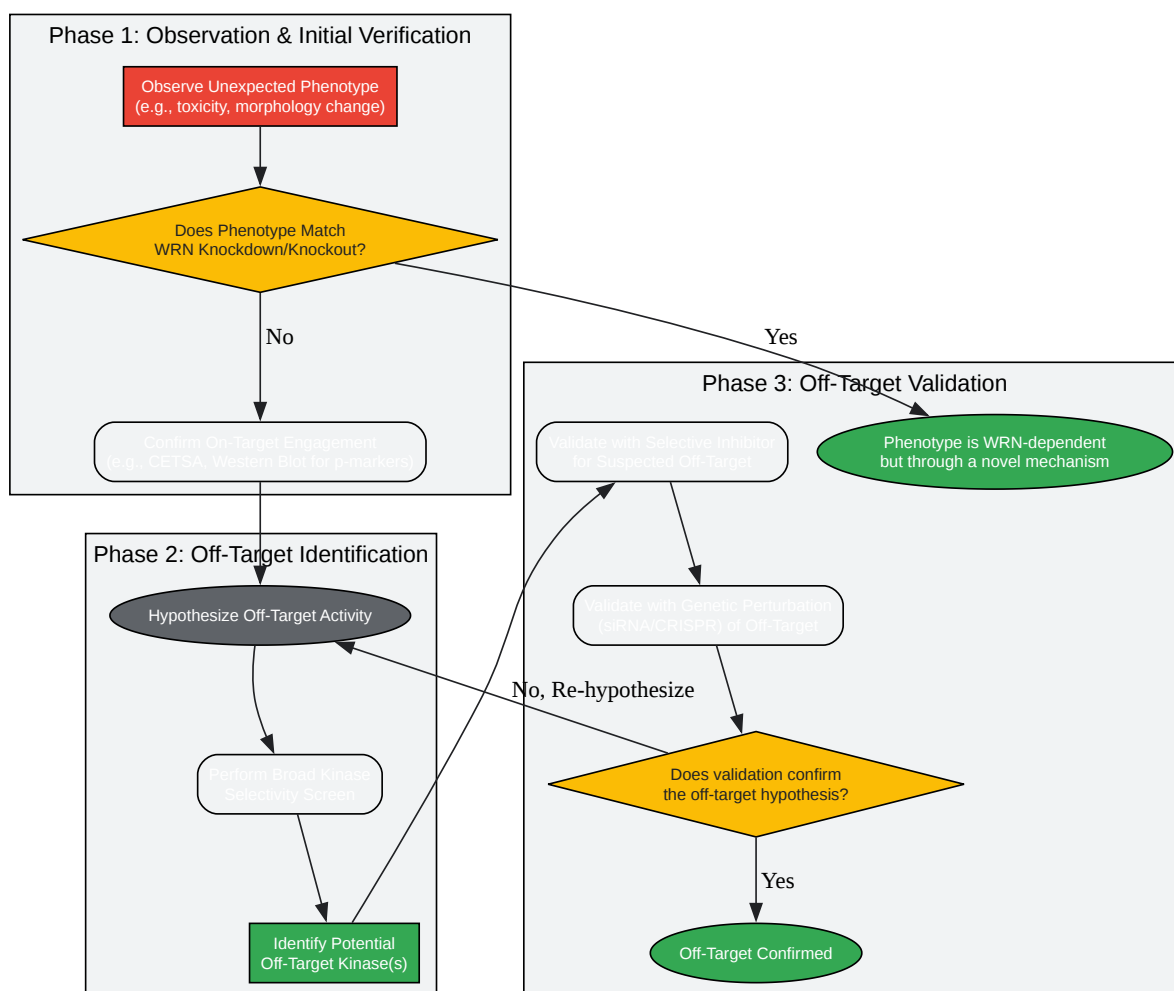 Phase 1: Observation & Initial Verification
Observe Unexpected Phenotype
(e.g., toxicity, morphology change)
Does Phenotype Match
WRN Knockdown/Knockout?
No
Yes
Confirm On-Target Engagement
(e.g., CETSA, Western Blot for p-markers)
Phase 2: Off-Target Identification
Hypothesize Off-Target Activity
Perform Broad Kinase
Selectivity Screen
Identify Potential
Off-Target Kinase(s)
Phase 3: Off-Target Validation
Phenotype is WRN-dependent
but through a novel mechanism
Validate with Selective Inhibitor
for Suspected Off-Target
Validate with Genetic Perturbation
(siRNA/CRISPR) of Off-Target
No, Re-hypothesize
Does validation confirm
the off-target hypothesis?
Yes
Off-Target Confirmed